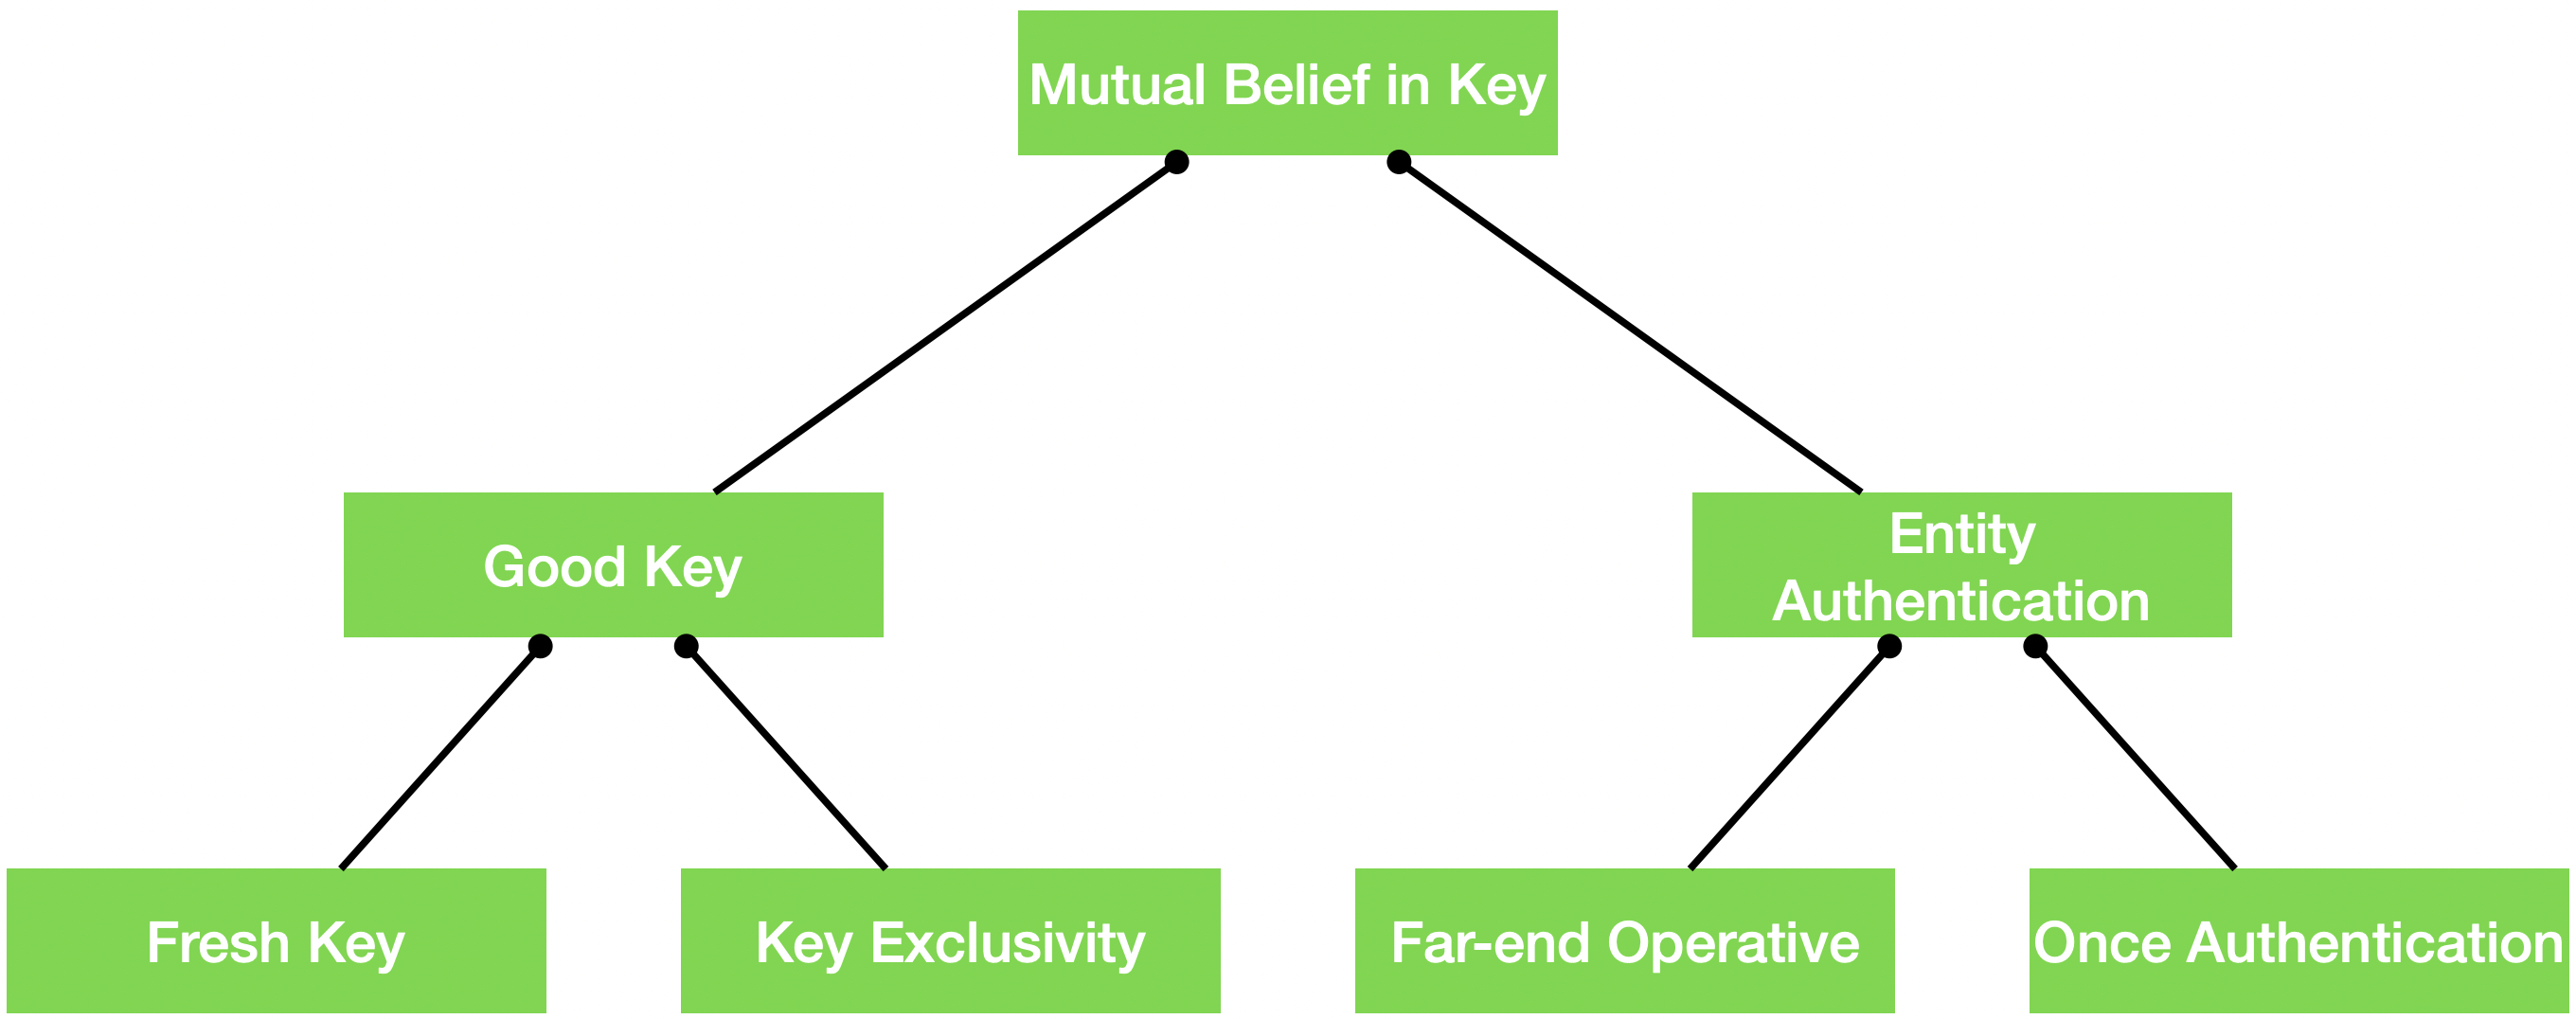 Mutual Belief in Key
Good Key
Entity
Authentication
Fresh Key
Key Exclusivity
Far-end Operative
Once Authentication